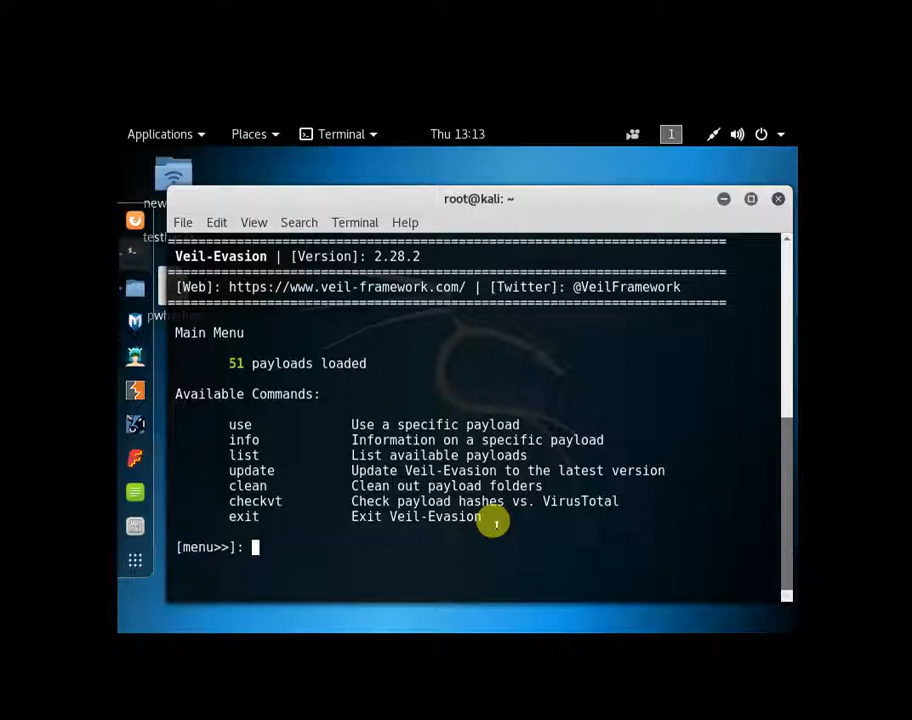 Applications Places Terminal Thu 13:13 1
root@kali: ~
File Edit View Search Terminal Help
Veil-Evasion | [Version]: 2.28.2
[Web]: https://www.veil-framework.com/ | [Twitter]: @VeilFramework
Main Menu
51 payloads loaded
Available Commands:
use Use a specific payload
info Information on a specific payload
list List available payloads
update Update Veil-Evasion to the latest version
clean Clean out payload folders
checkvt Check payload hashes vs. VirusTotal
exit Exit Veil-Evasion
[menu>>]:
new